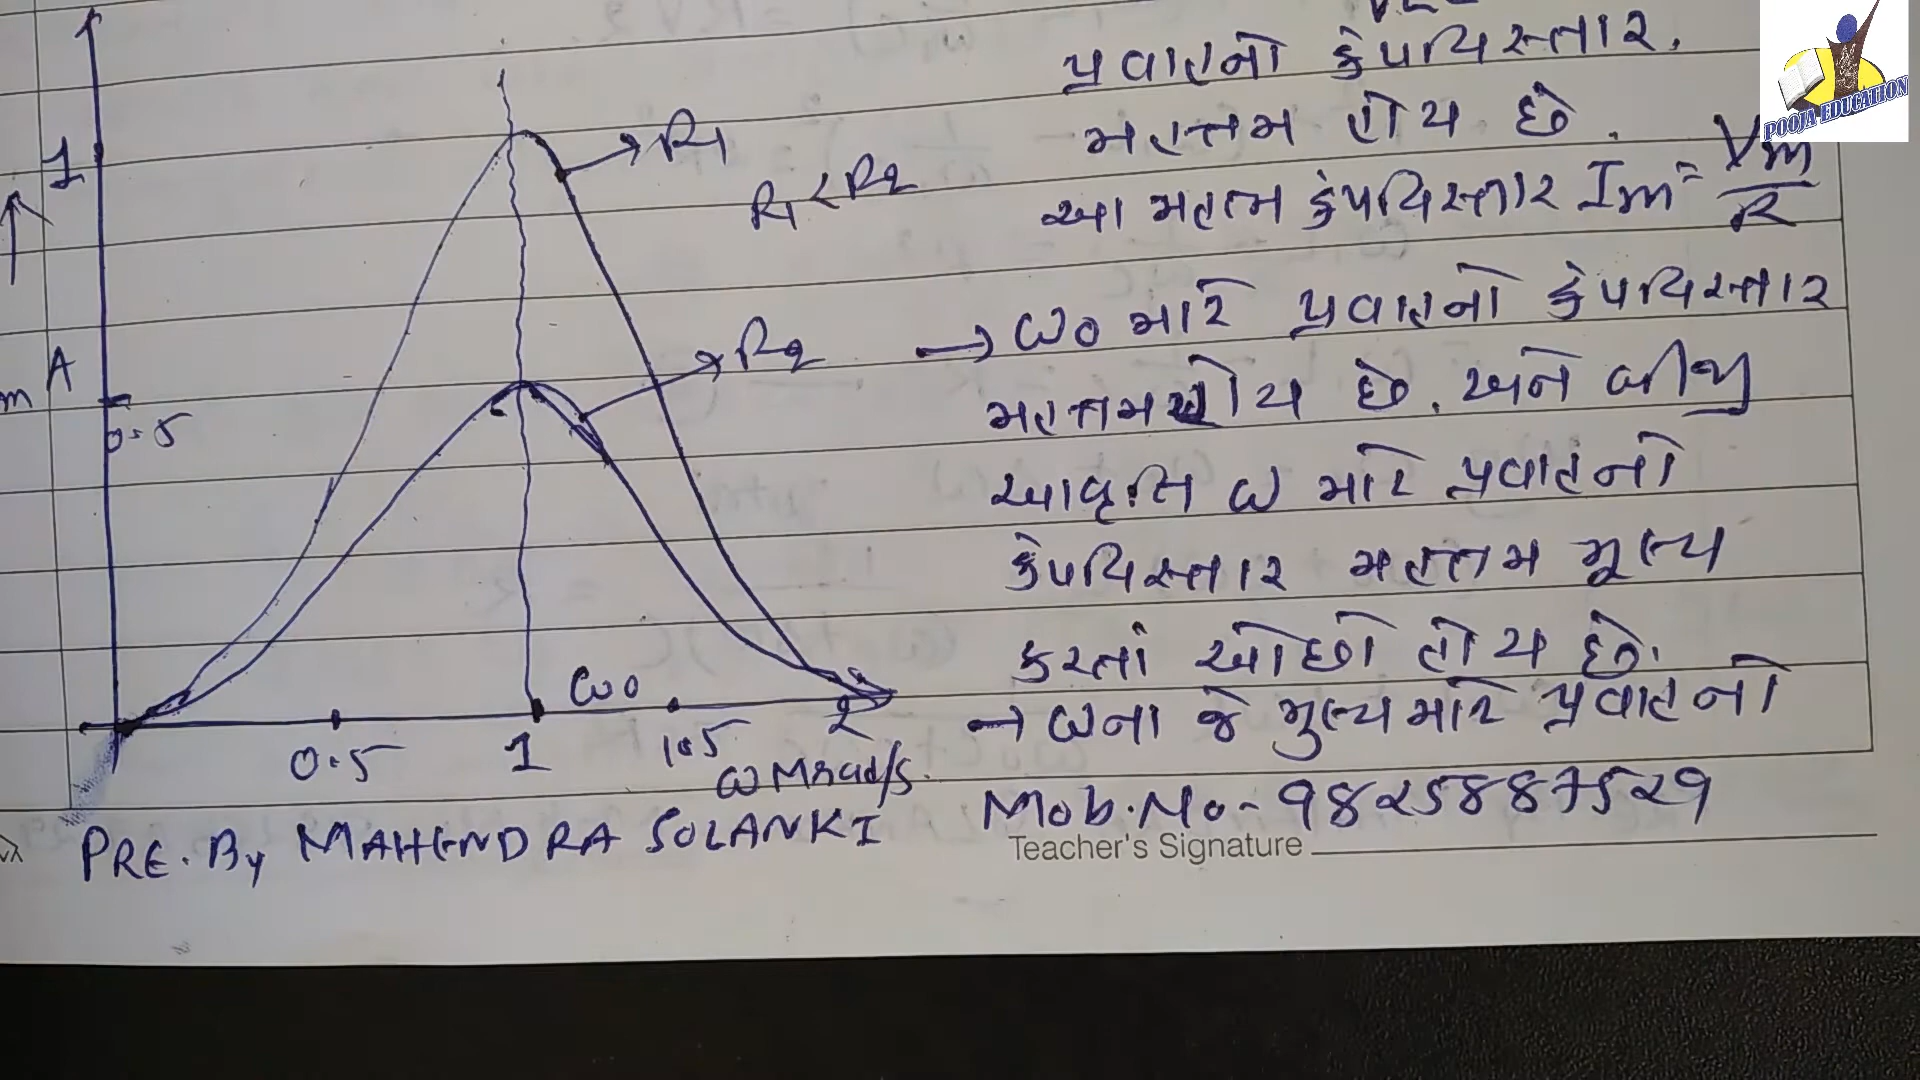 POOJA EDUCATION
પ્રવાહનો કંપવિસ્તાર.
મહત્તમ હોય છે.
આ મહત્મ કંપવિસ્તાર Im = Vm/R
→ ω0 માટે પ્રવાહનો કંપવિસ્તાર
મહત્તમ હોય છે. અને બીજી
આવૃત્તિ ω માટે પ્રવાહનો
કંપવિસ્તાર મહત્તમ મૂલ્ય
કરતાં ઓછો હોય છે.
→ ωના જે મુલ્ય માટે પ્રવાહનો
1
R1
R1 < R2
R2
m A
0.5
ω0
0.5 1 1.5 2
ω Mrad/s.
PRE. By MAHENDRA SOLANKI
Mob. No - 9825887529
Teacher's Signature